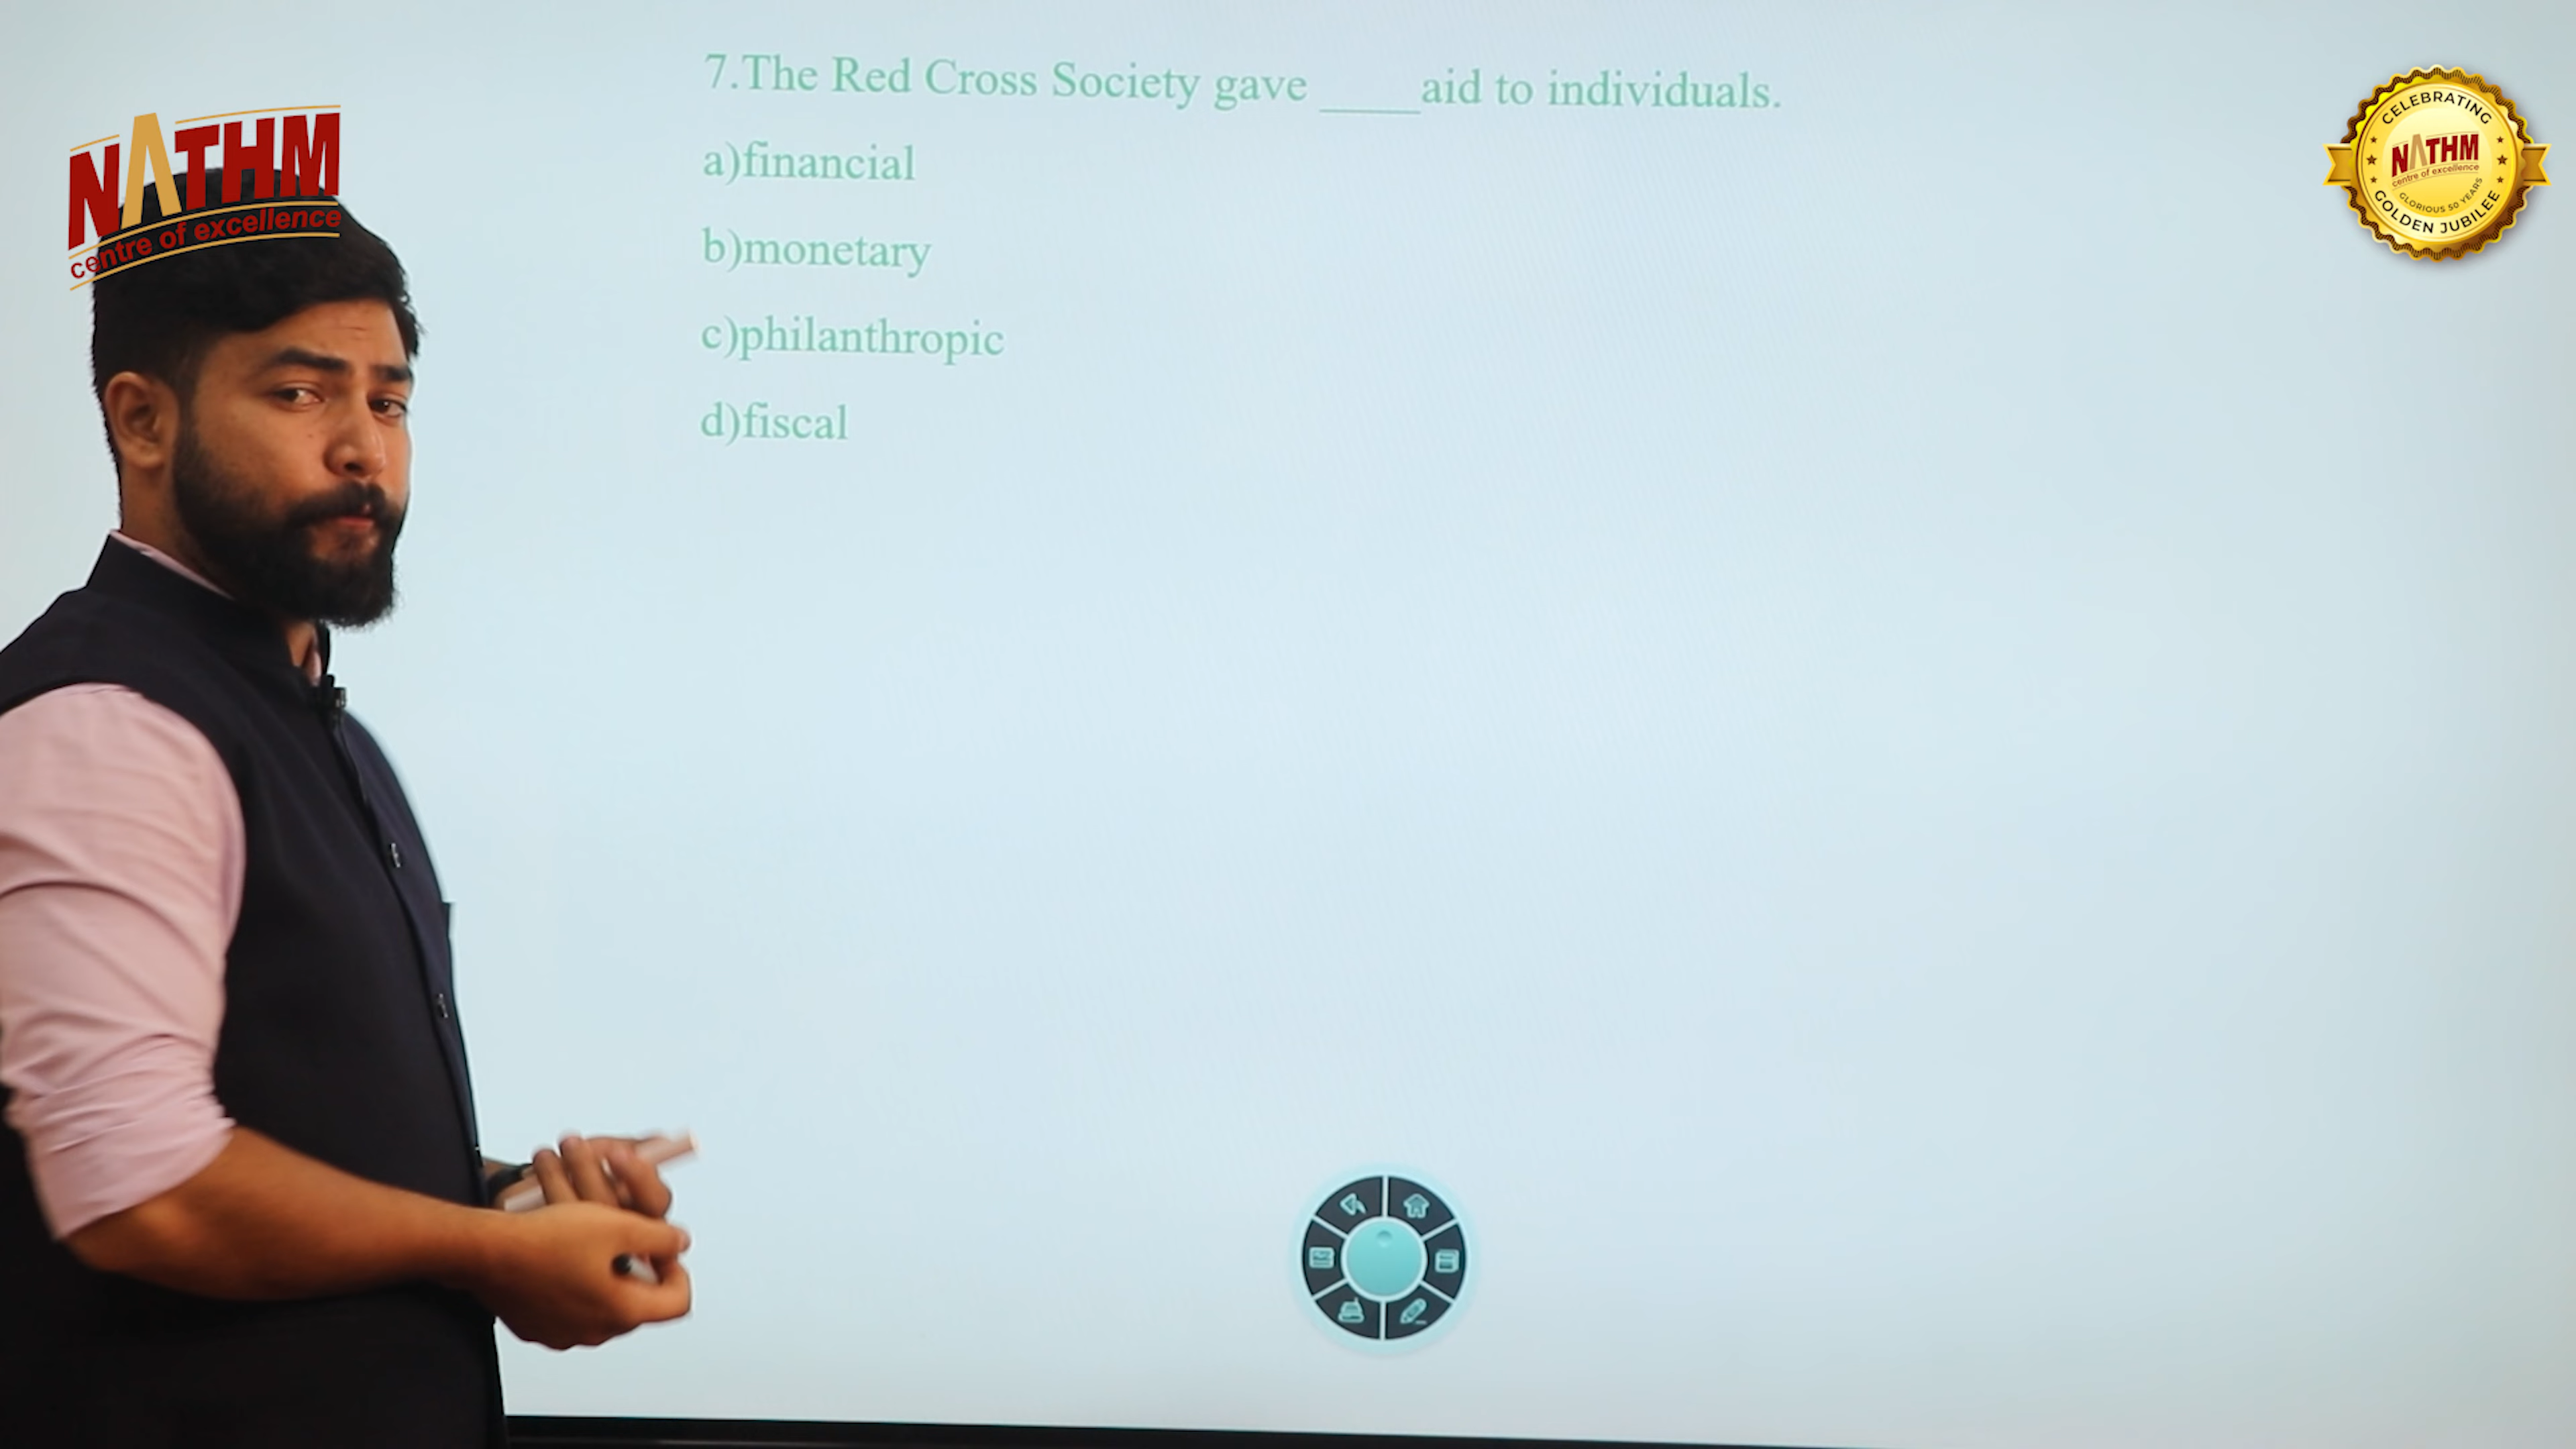 7.The Red Cross Society gave ____aid to individuals.
a)financial
b)monetary
c)philanthropic
d)fiscal
NATHM
centre of excellence
CELEBRATING
NATHM
centre of excellence
GLORIOUS 50 YEARS
GOLDEN JUBILEE